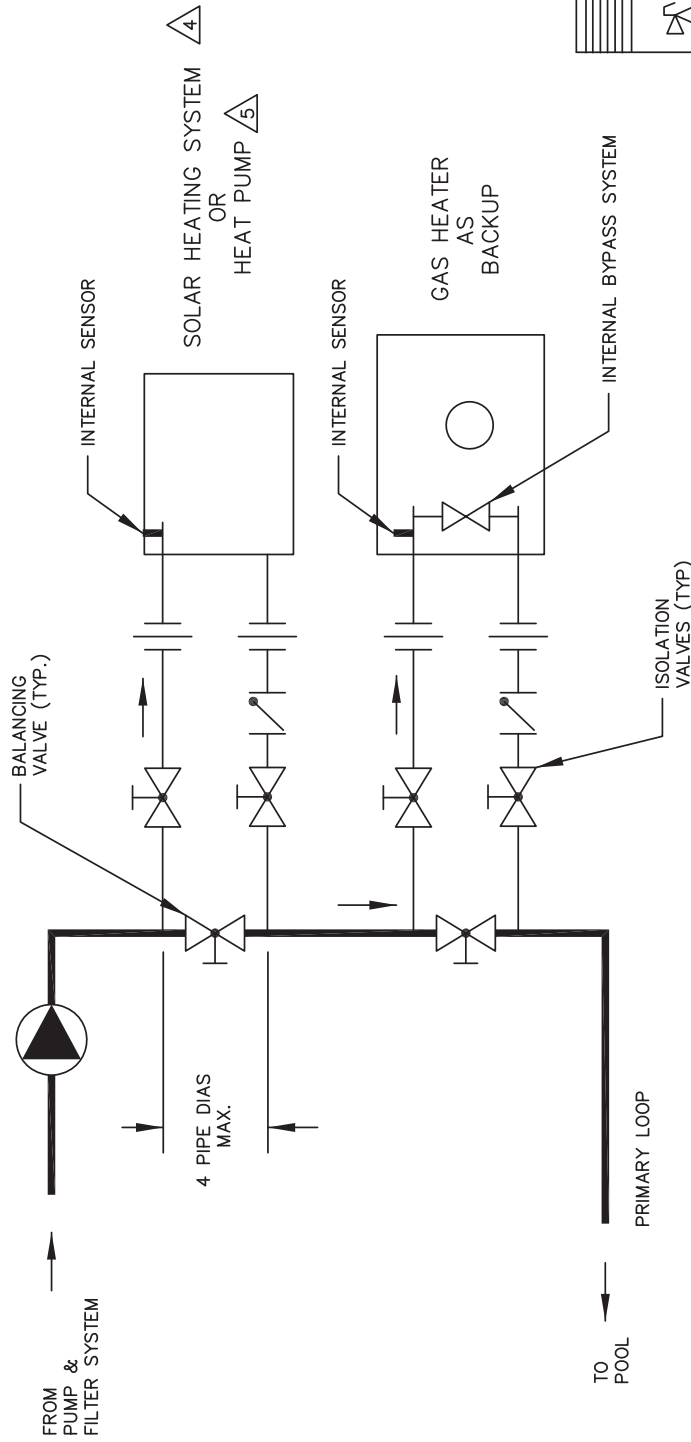 FROM
PUMP &
FILTER SYSTEM
TO
POOL
PRIMARY LOOP
4 PIPE DIAS
MAX.
BALANCING
VALVE (TYP.)
ISOLATION
VALVES (TYP)
INTERNAL SENSOR
SOLAR HEATING SYSTEM 4
OR
HEAT PUMP 5
INTERNAL SENSOR
GAS HEATER
AS
BACKUP
INTERNAL BYPASS SYSTEM